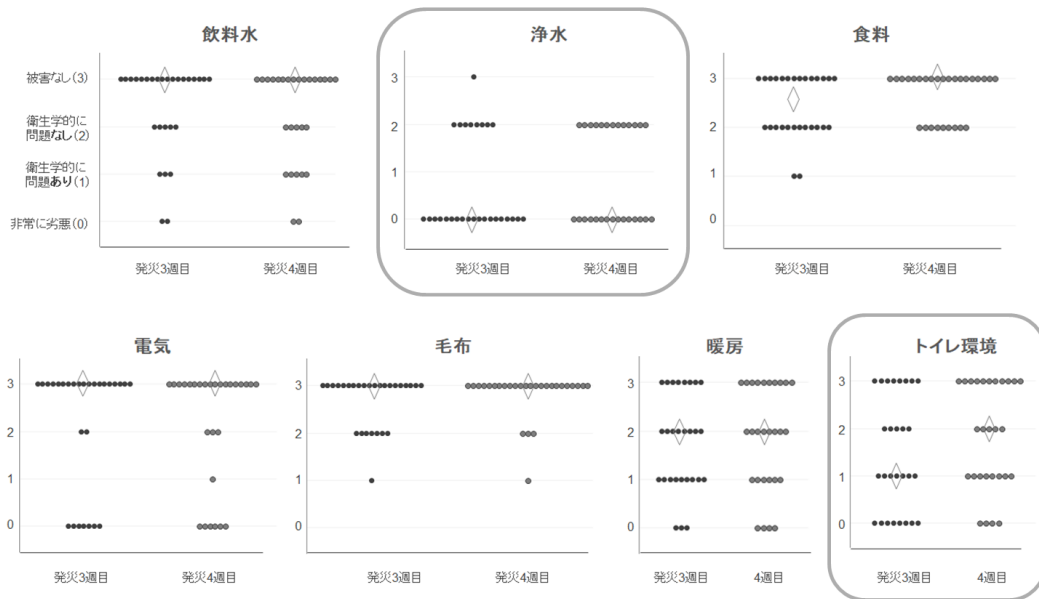 飲料水
浄水
食料
被害なし(3)
衛生学的に
問題なし(2)
衛生学的に
問題あり(1)
非常に劣悪(0)
3
2
1
0
3
2
1
0
発災3週目
発災4週目
発災3週目
発災4週目
発災3週目
発災4週目
電気
毛布
暖房
トイレ環境
3
2
1
0
3
2
1
0
3
2
1
0
3
2
1
0
発災3週目
発災4週目
発災3週目
発災4週目
発災3週目
4週目
発災3週目
4週目